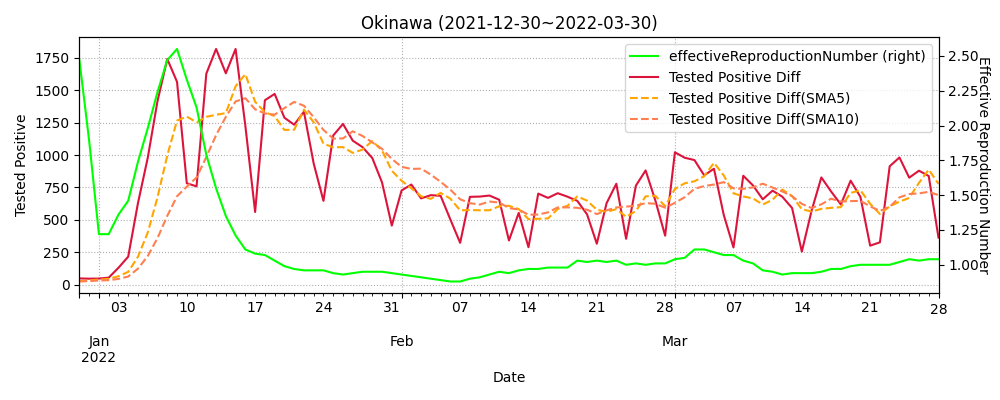 Okinawa (2021-12-30~2022-03-30)
effectiveReproductionNumber (right)
Tested Positive Diff
Tested Positive Diff(SMA5)
Tested Positive Diff(SMA10)
Tested Positive
1750
1500
1250
1000
750
500
250
0
2.50
2.25
2.00
1.75
1.50
1.25
1.00
Effective Reproduction Number
03 10 17 24 31 07 14 21 28 07 14 21 28
Jan Feb Mar
2022
Date